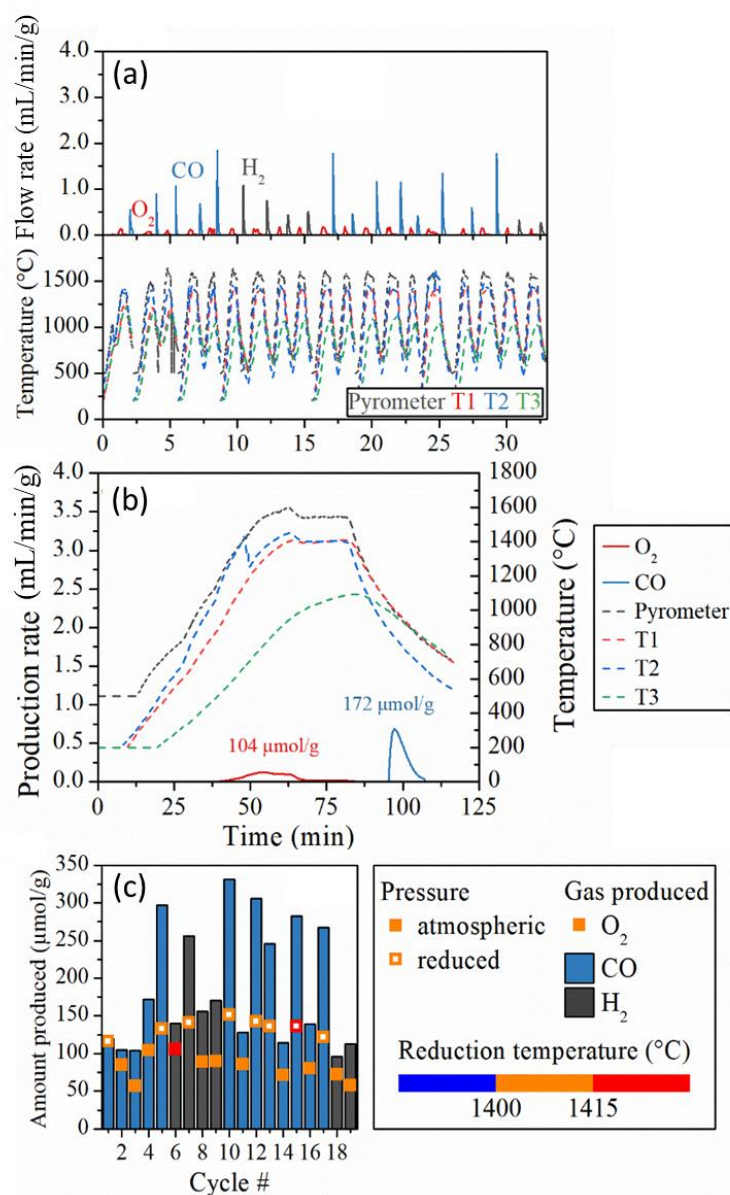 (a)
Flow rate (mL/min/g)
4.0
3.0
2.0
1.0
0.0
O₂
CO
H₂
Temperature (°C)
1500
1000
500
0
Pyrometer T1 T2 T3
0 5 10 15 20 25 30
(b)
Production rate (mL/min/g)
4.0
3.5
3.0
2.5
2.0
1.5
1.0
0.5
0.0
1800
1600
1400
1200
1000
800
600
400
200
0
Temperature (°C)
104 μmol/g
172 μmol/g
0 25 50 75 100 125
Time (min)
O₂
CO
Pyrometer
T1
T2
T3
(c)
Amount produced (μmol/g)
350
300
250
200
150
100
50
0
2 4 6 8 10 12 14 16 18
Cycle #
Pressure
atmospheric
reduced
Gas produced
O₂
CO
H₂
Reduction temperature (°C)
1400 1415